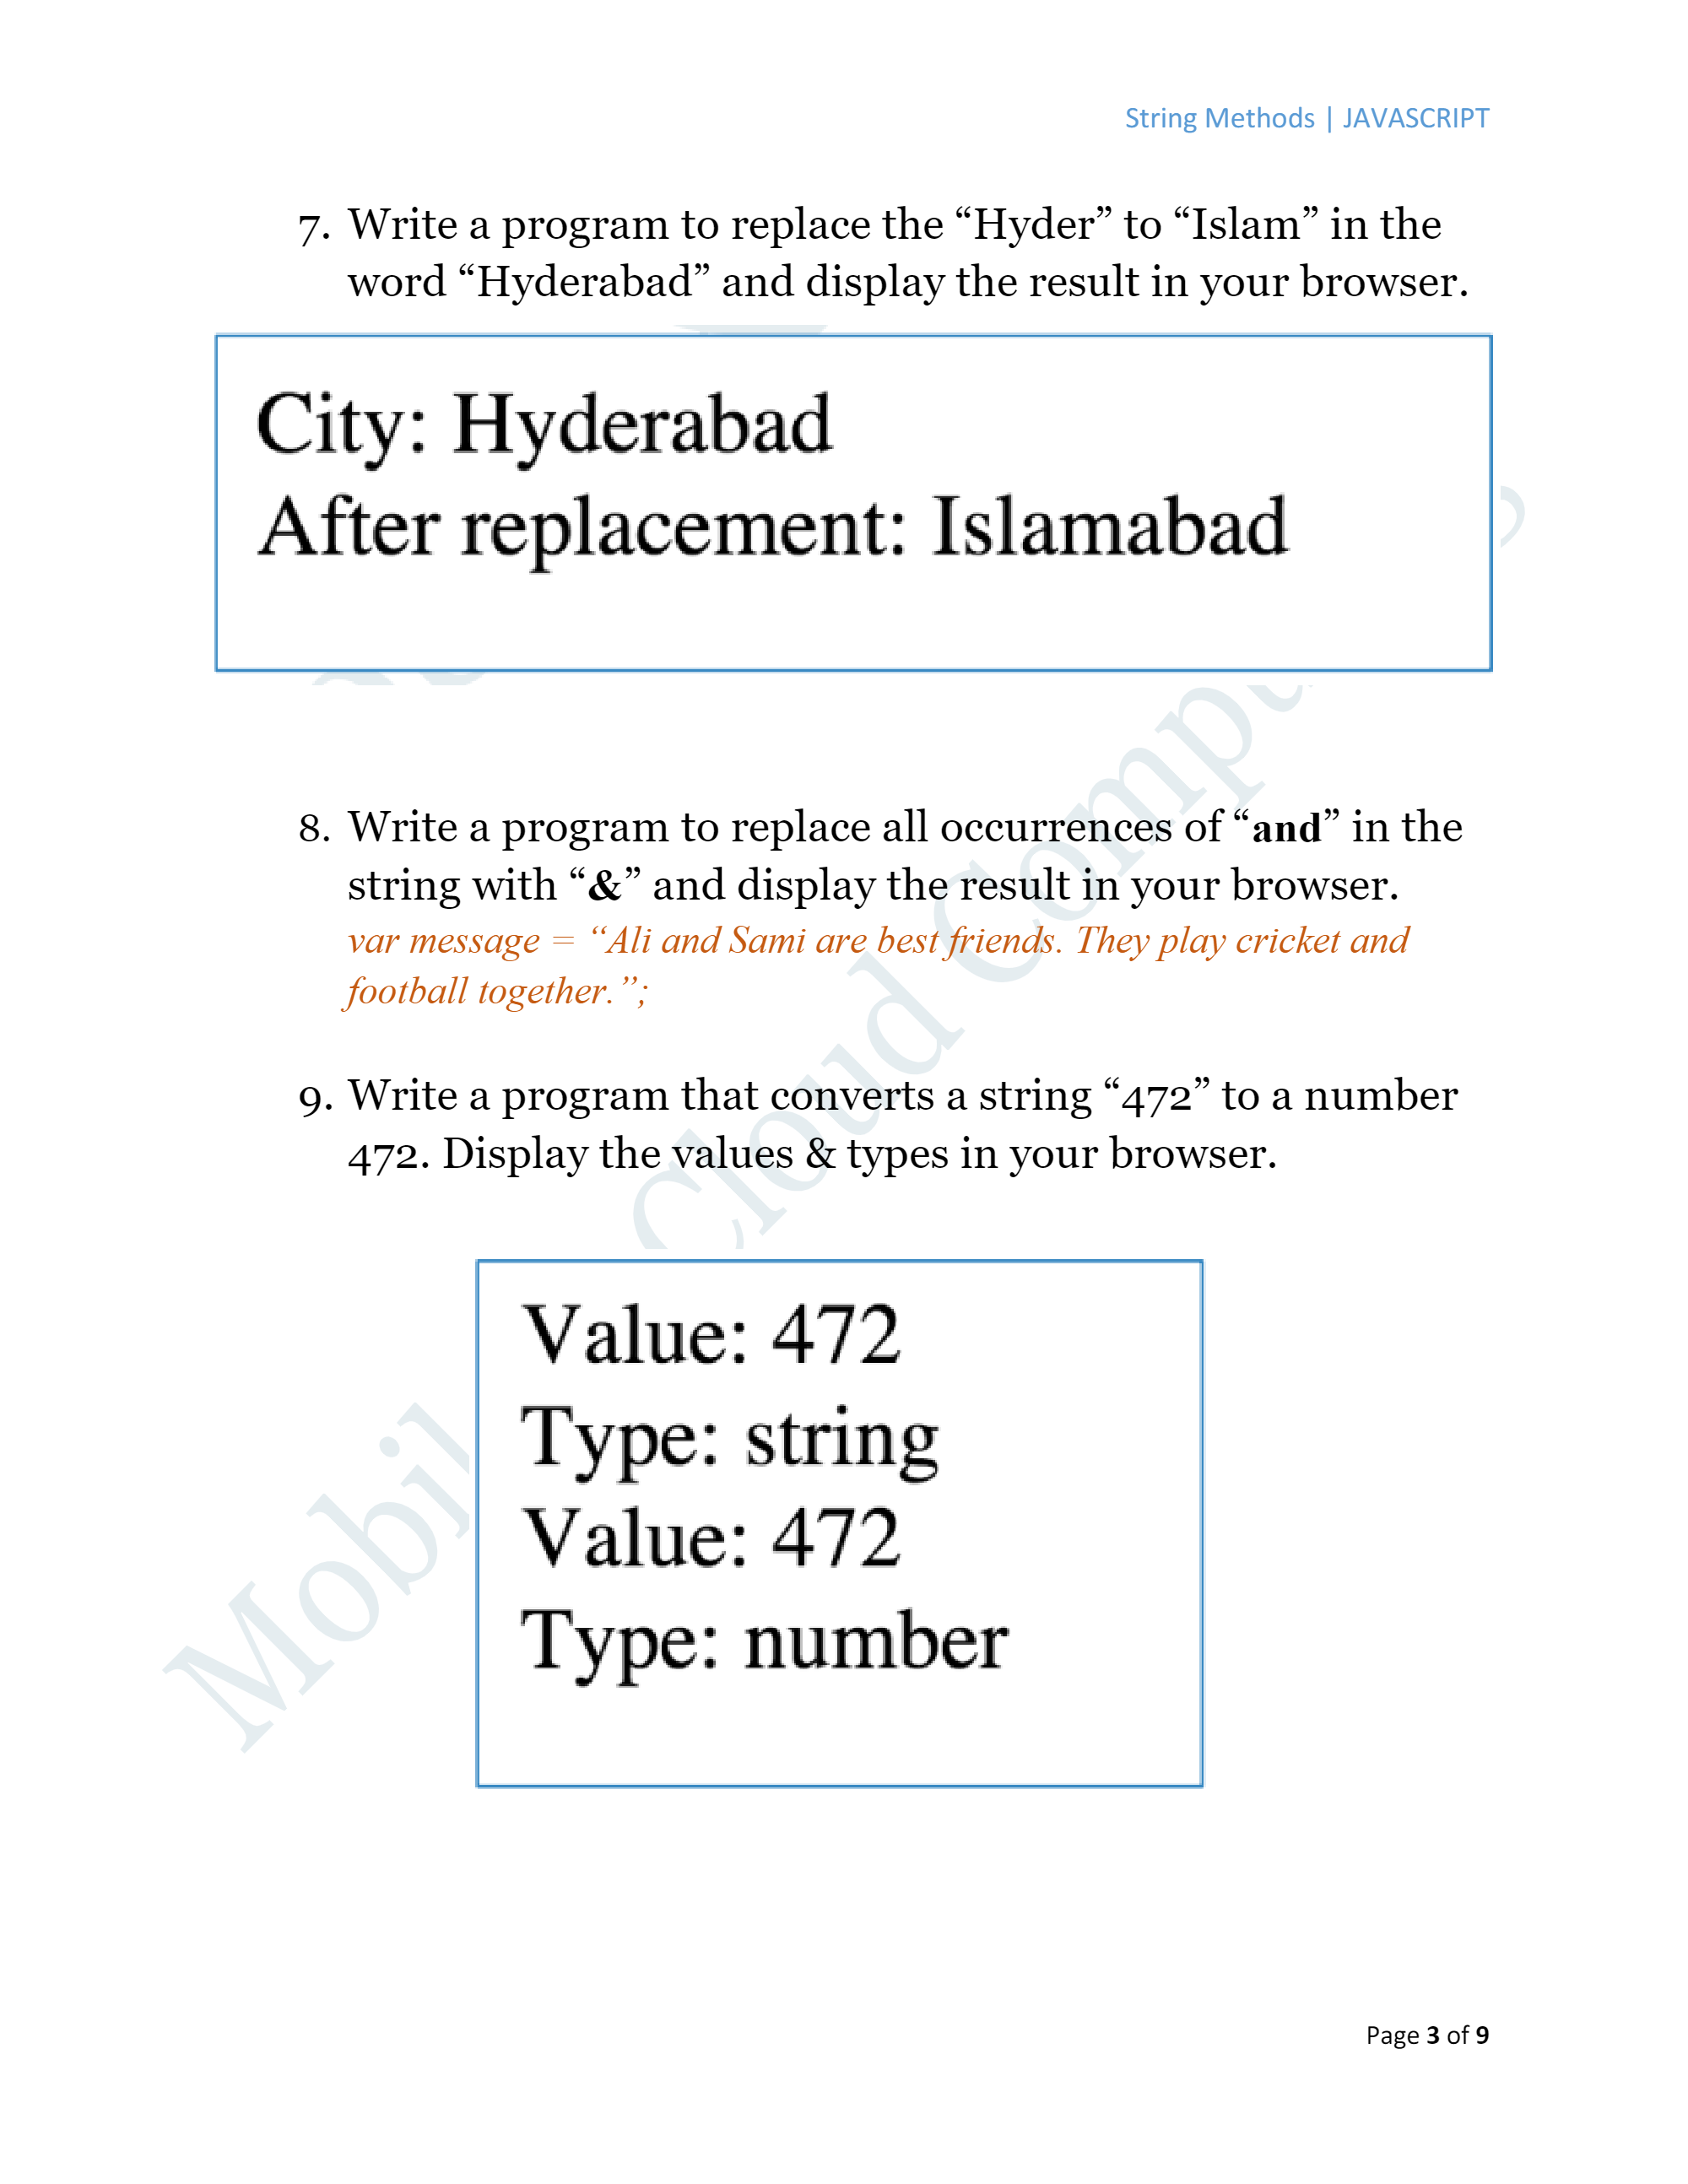 String Methods | JAVASCRIPT
7. Write a program to replace the “Hyder” to “Islam” in the
word “Hyderabad” and display the result in your browser.
City: Hyderabad
After replacement: Islamabad
8. Write a program to replace all occurrences of “and” in the
string with “&” and display the result in your browser.
var message = “Ali and Sami are best friends. They play cricket and
football together.”;
9. Write a program that converts a string “472” to a number
472. Display the values & types in your browser.
Value: 472
Type: string
Value: 472
Type: number
Page 3 of 9